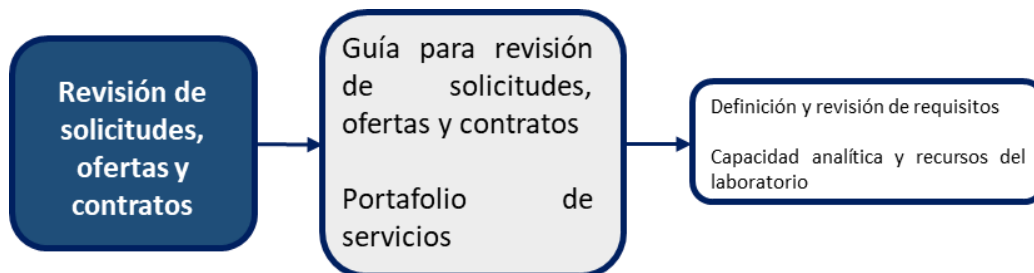 Revisión de
solicitudes,
ofertas y
contratos
Guía para revisión
de solicitudes,
ofertas y contratos
Portafolio de
servicios
Definición y revisión de requisitos
Capacidad analítica y recursos del
laboratorio